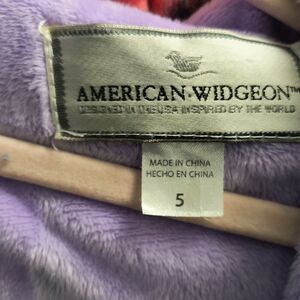 AMERICAN·WIDGEON™
DESIGNED IN THE USA INSPIRED BY THE WORLD
MADE IN CHINA
HECHO EN CHINA
5